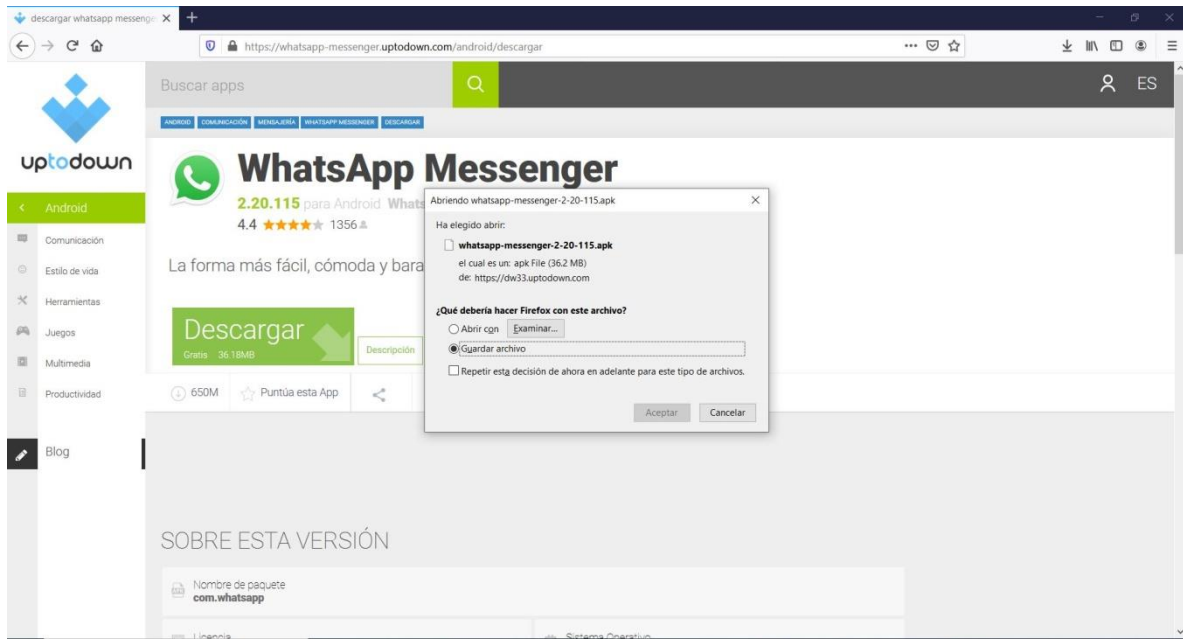 descargar whatsapp messenge
https://whatsapp-messenger.uptodown.com/android/descargar
uptodown
Buscar apps
ES
ANDROID COMUNICACIÓN MENSAJERÍA WHATSAPP MESSENGER DESCARGAR
WhatsApp Messenger
2.20.115 para Android Whats
4.4 1356
La forma más fácil, cómoda y bara
Descargar
Gratis 36.18MB
Descripción
650M
Puntúa esta App
Android
Comunicación
Estilo de vida
Herramientas
Juegos
Multimedia
Productividad
Blog
Abriendo whatsapp-messenger-2-20-115.apk
Ha elegido abrir:
whatsapp-messenger-2-20-115.apk
el cual es un: apk File (36.2 MB)
de: https://dw33.uptodown.com
¿Qué debería hacer Firefox con este archivo?
Abrir con Examinar...
Guardar archivo
Repetir esta decisión de ahora en adelante para este tipo de archivos.
Aceptar Cancelar
SOBRE ESTA VERSIÓN
Nombre de paquete
com.whatsapp
Licencia
Sistema Operativo